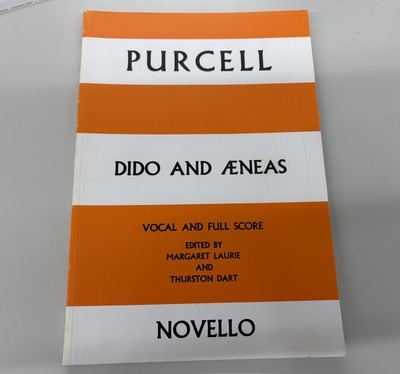 PURCELL
DIDO AND ÆNEAS
VOCAL AND FULL SCORE
EDITED BY
MARGARET LAURIE
AND
THURSTON DART
NOVELLO